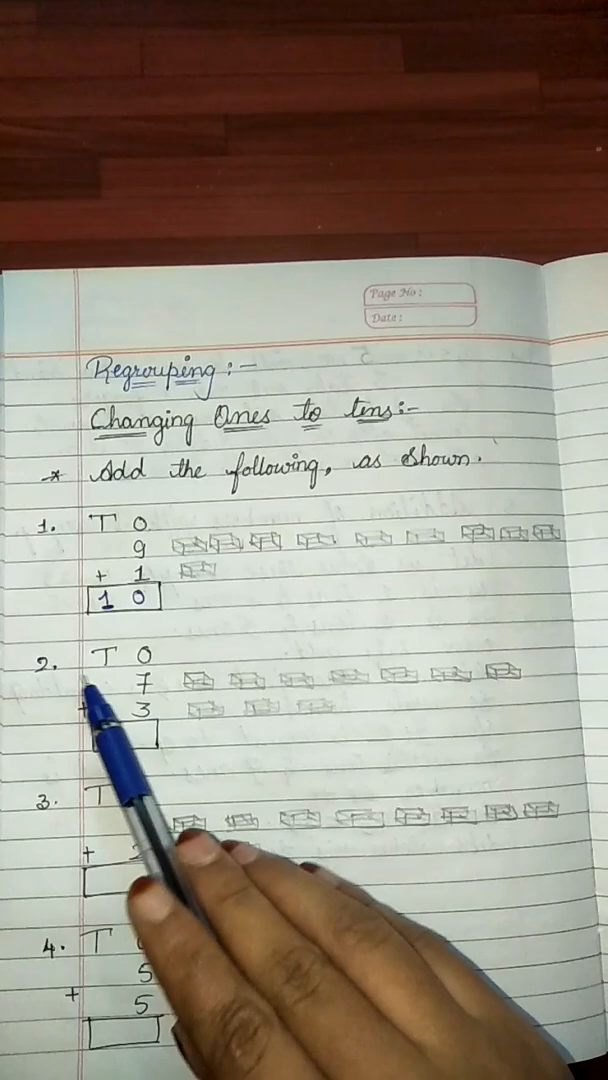 Page No:
Date:
Regrouping :-
Changing Ones to tens:-
* Add the following, as shown.
1. T O
9
+ 1
1 0
2. T O
7
3
3. T
+
4. T
5
+ 5